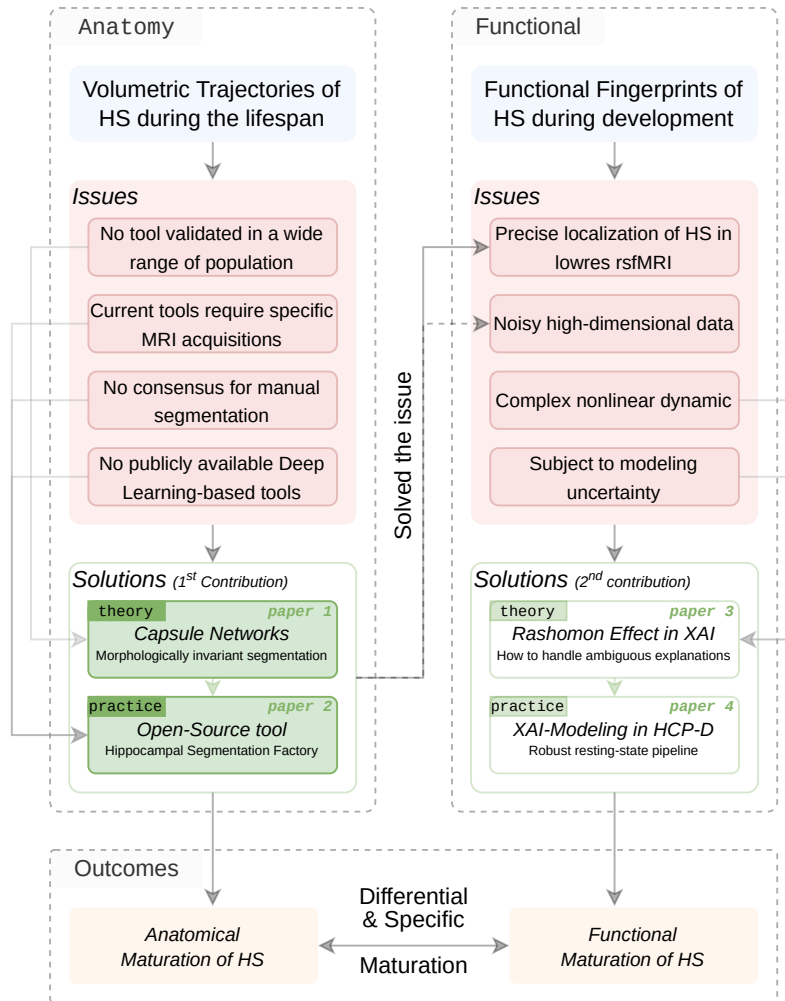 Anatomy
Volumetric Trajectories of
HS during the lifespan
Issues
No tool validated in a wide
range of population
Current tools require specific
MRI acquisitions
No consensus for manual
segmentation
No publicly available Deep
Learning-based tools
Solutions (1st Contribution)
theory
paper 1
Capsule Networks
Morphologically invariant segmentation
practice
paper 2
Open-Source tool
Hippocampal Segmentation Factory
Solved the issue
Functional
Functional Fingerprints of
HS during development
Issues
Precise localization of HS in
lowres rsfMRI
Noisy high-dimensional data
Complex nonlinear dynamic
Subject to modeling
uncertainty
Solutions (2nd contribution)
theory
paper 3
Rashomon Effect in XAI
How to handle ambiguous explanations
practice
paper 4
XAI-Modeling in HCP-D
Robust resting-state pipeline
Outcomes
Anatomical
Maturation of HS
Differential
& Specific
Maturation
Functional
Maturation of HS